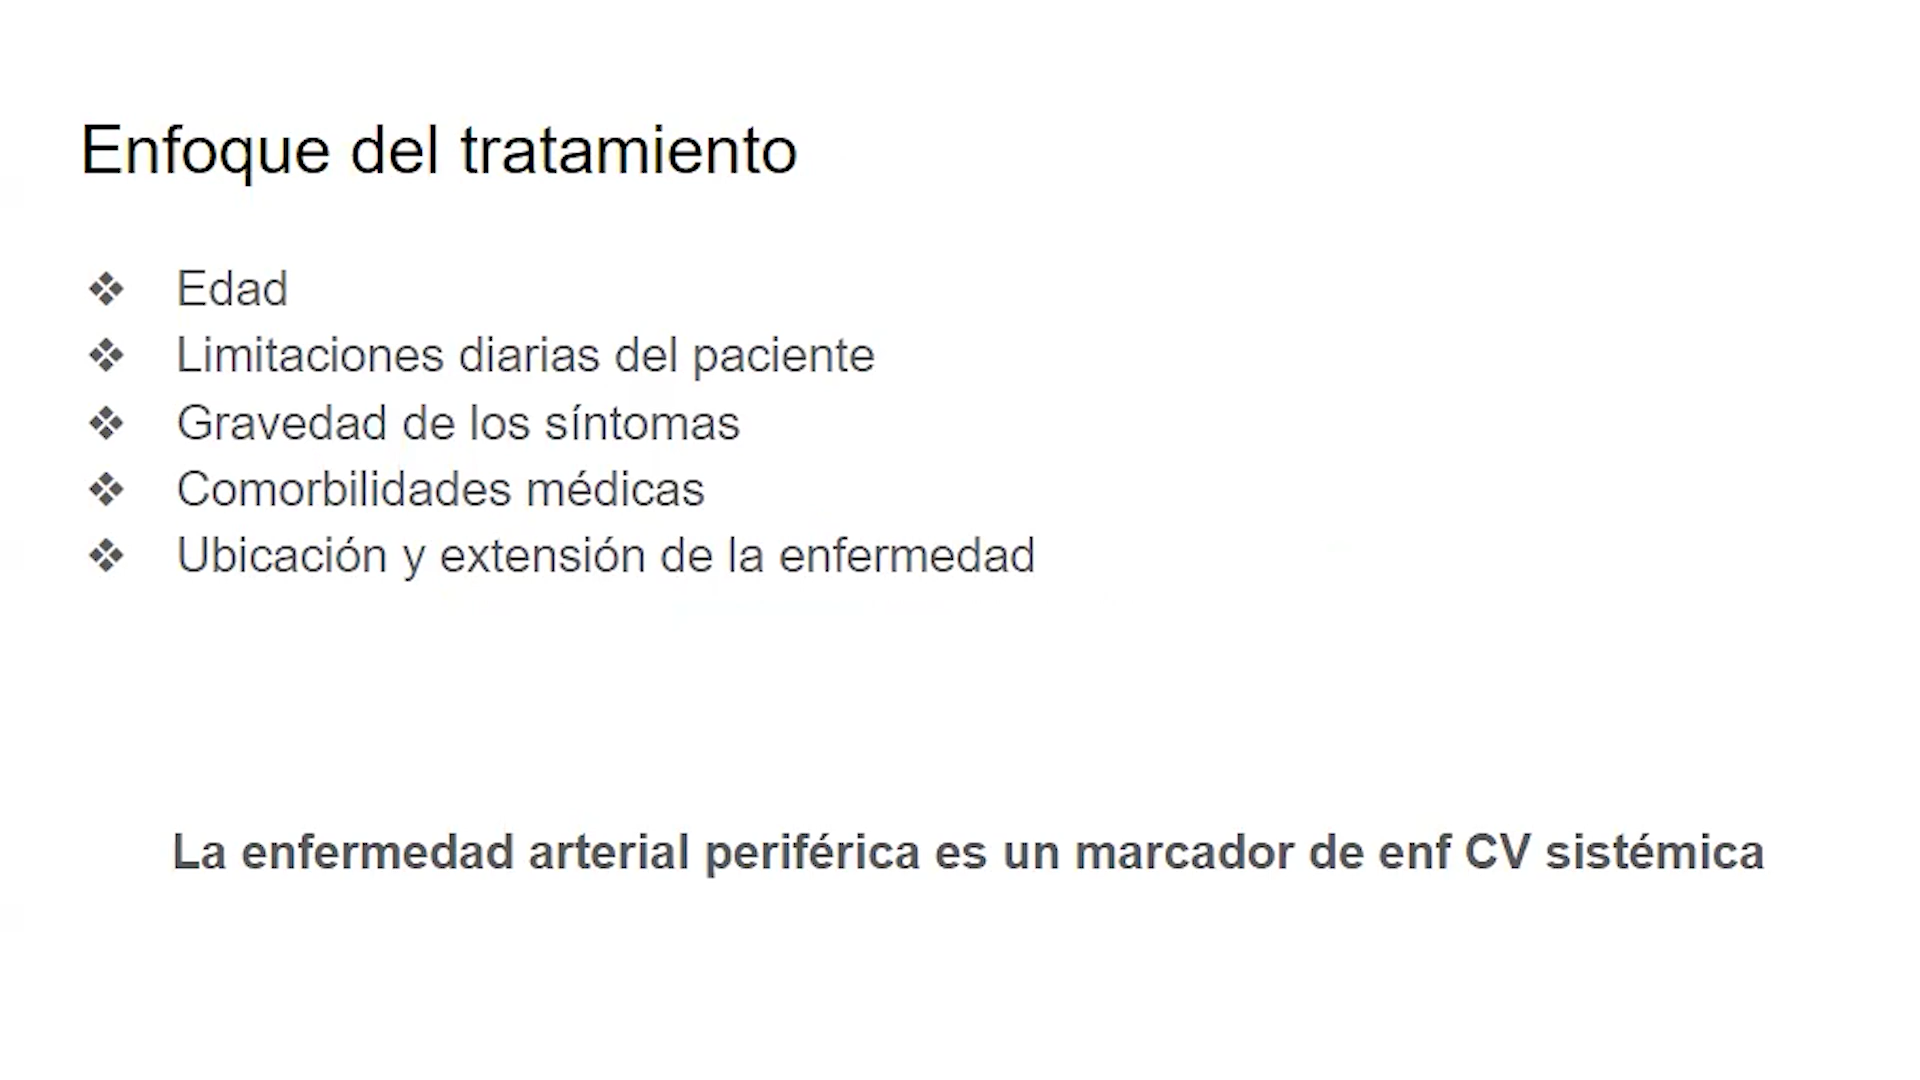 Enfoque del tratamiento
❖ Edad
❖ Limitaciones diarias del paciente
❖ Gravedad de los síntomas
❖ Comorbilidades médicas
❖ Ubicación y extensión de la enfermedad
La enfermedad arterial periférica es un marcador de enf CV sistémica